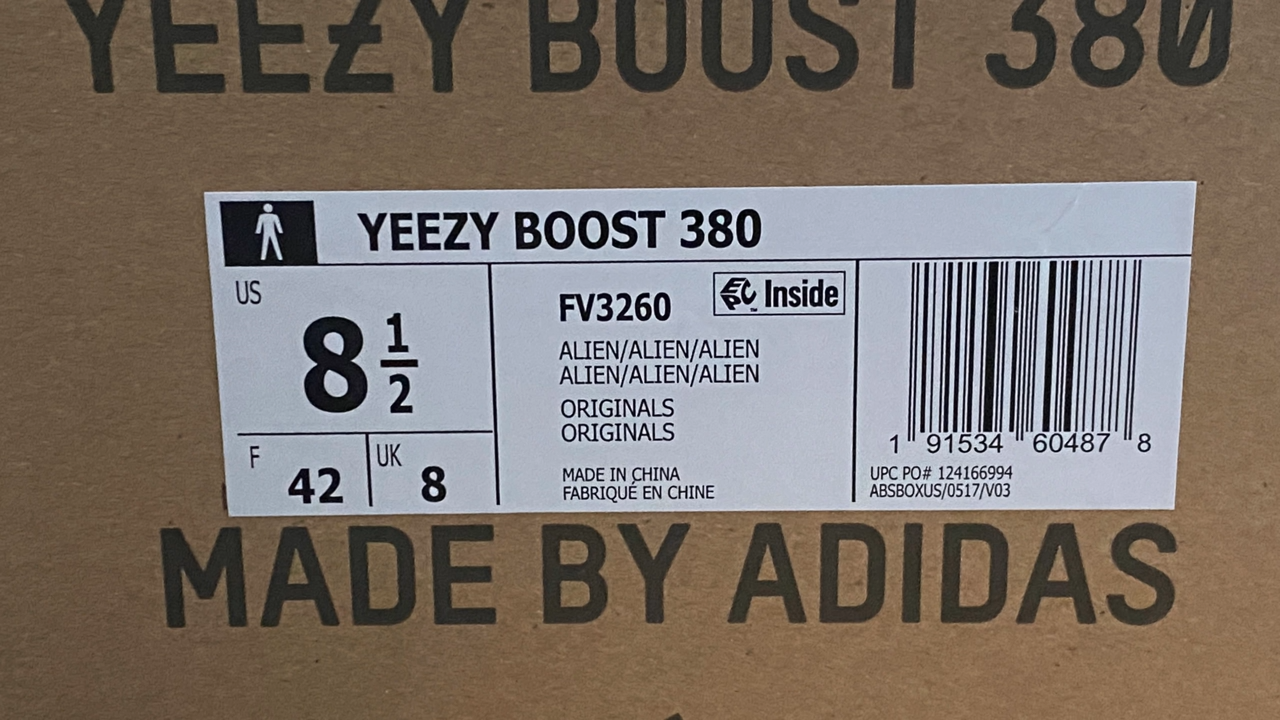 YEEZY BOOST 380
YEEZY BOOST 380
US
8 1/2
F 42
UK 8
FV3260
EPC Inside
™
ALIEN/ALIEN/ALIEN
ALIEN/ALIEN/ALIEN
ORIGINALS
ORIGINALS
MADE IN CHINA
FABRIQUÉ EN CHINE
1 91534 60487 8
UPC PO# 124166994
ABSBOXUS/0517/V03
MADE BY ADIDAS